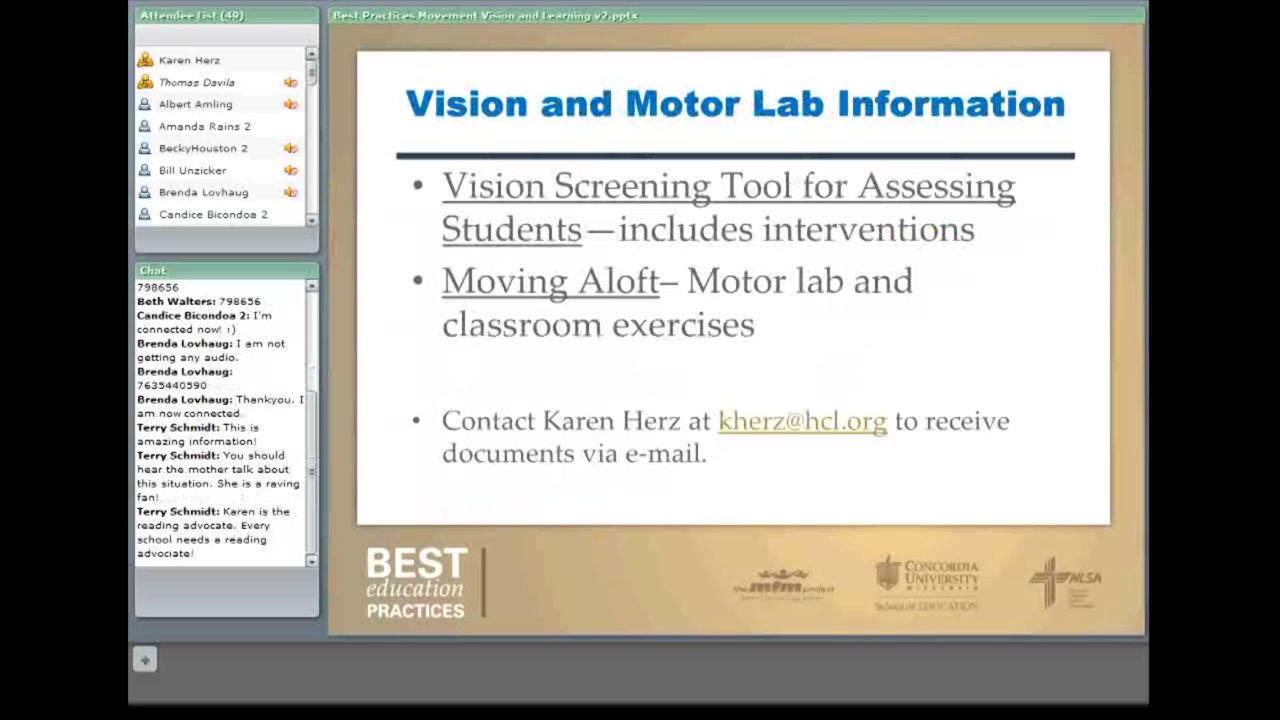 Attendee List (49)
Karen Herz
Thomas Davila
Albert Amling
Amanda Rains 2
BeckyHouston 2
Bill Unzicker
Brenda Lovhaug
Candice Bicondoa 2
Chat
798656
Beth Walters: 798656
Candice Bicondoa 2: I'm
connected now! :)
Brenda Lovhaug: I am not
getting any audio.
Brenda Lovhaug:
7635440590
Brenda Lovhaug: Thankyou. I
am now connected.
Terry Schmidt: This is
amazing information!
Terry Schmidt: You should
hear the mother talk about
this situation. She is a raving
fan!
Terry Schmidt: Karen is the
reading advocate. Every
school needs a reading
advociate!
Best Practices Movement Vision and Learning v2.pptx
Vision and Motor Lab Information
• Vision Screening Tool for Assessing
Students—includes interventions
• Moving Aloft– Motor lab and
classroom exercises
• Contact Karen Herz at kherz@hcl.org to receive
documents via e-mail.
BEST
education
PRACTICES
the mfm project
CONCORDIA
UNIVERSITY
WISCONSIN
School of EDUCATION
NLSA